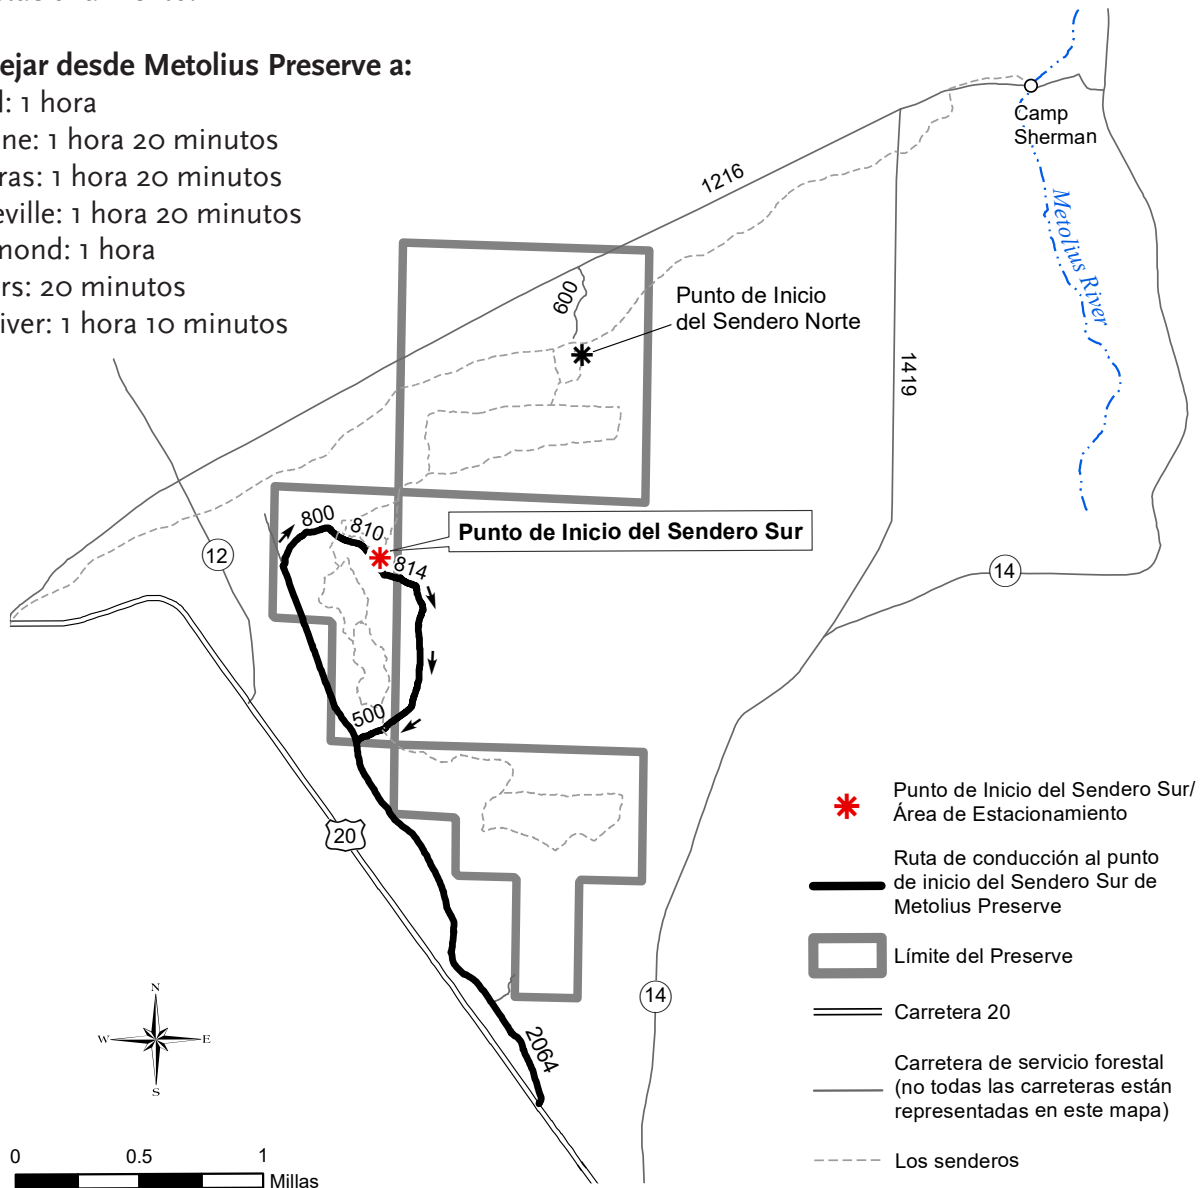 ejar desde Metolius Preserve a:
: 1 hora
ne: 1 hora 20 minutos
ras: 1 hora 20 minutos
eville: 1 hora 20 minutos
mond: 1 hora
rs: 20 minutos
iver: 1 hora 10 minutos
Camp
Sherman
1216
Metolius River
600
Punto de Inicio
del Sendero Norte
1419
800
810
Punto de Inicio del Sendero Sur
12
814
14
500
20
Punto de Inicio del Sendero Sur/
Área de Estacionamiento
Ruta de conducción al punto
de inicio del Sendero Sur de
Metolius Preserve
Límite del Preserve
14
Carretera 20
2064
Carretera de servicio forestal
(no todas las carreteras están
representadas en este mapa)
Los senderos
N
W E
S
0 0.5 1
Millas